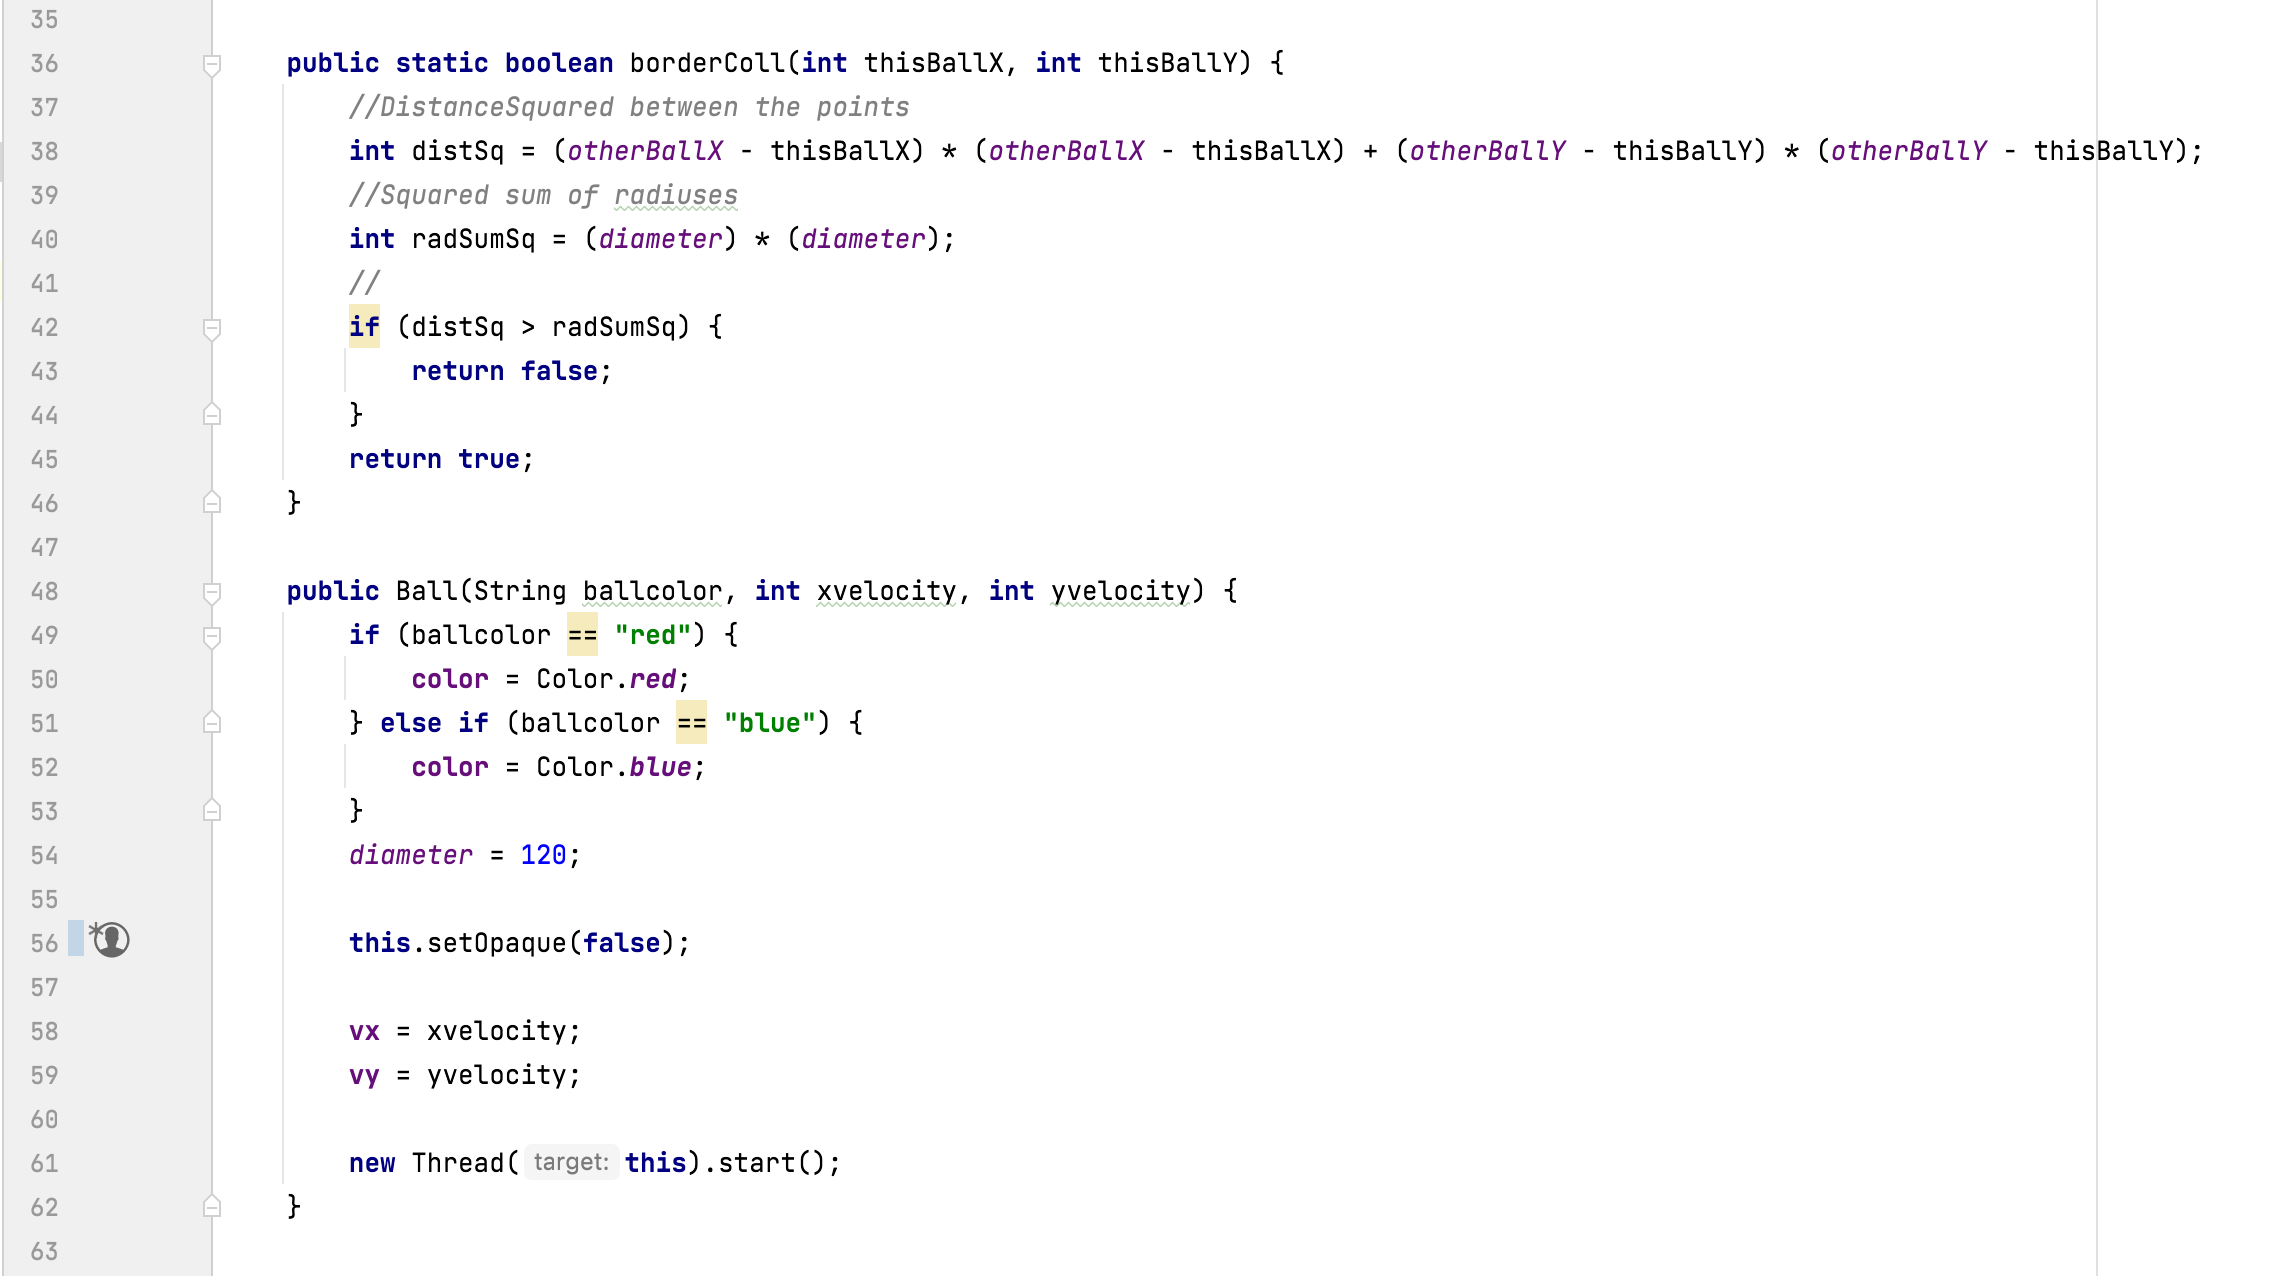 35
36 public static boolean borderColl(int thisBallX, int thisBallY) {
37 //DistanceSquared between the points
38 int distSq = (otherBallX - thisBallX) * (otherBallX - thisBallX) + (otherBallY - thisBallY) * (otherBallY - thisBallY);
39 //Squared sum of radiuses
40 int radSumSq = (diameter) * (diameter);
41 //
42 if (distSq > radSumSq) {
43 return false;
44 }
45 return true;
46 }
47
48 public Ball(String ballcolor, int xvelocity, int yvelocity) {
49 if (ballcolor == "red") {
50 color = Color.red;
51 } else if (ballcolor == "blue") {
52 color = Color.blue;
53 }
54 diameter = 120;
55
56 * this.setOpaque(false);
57
58 vx = xvelocity;
59 vy = yvelocity;
60
61 new Thread( target: this).start();
62 }
63